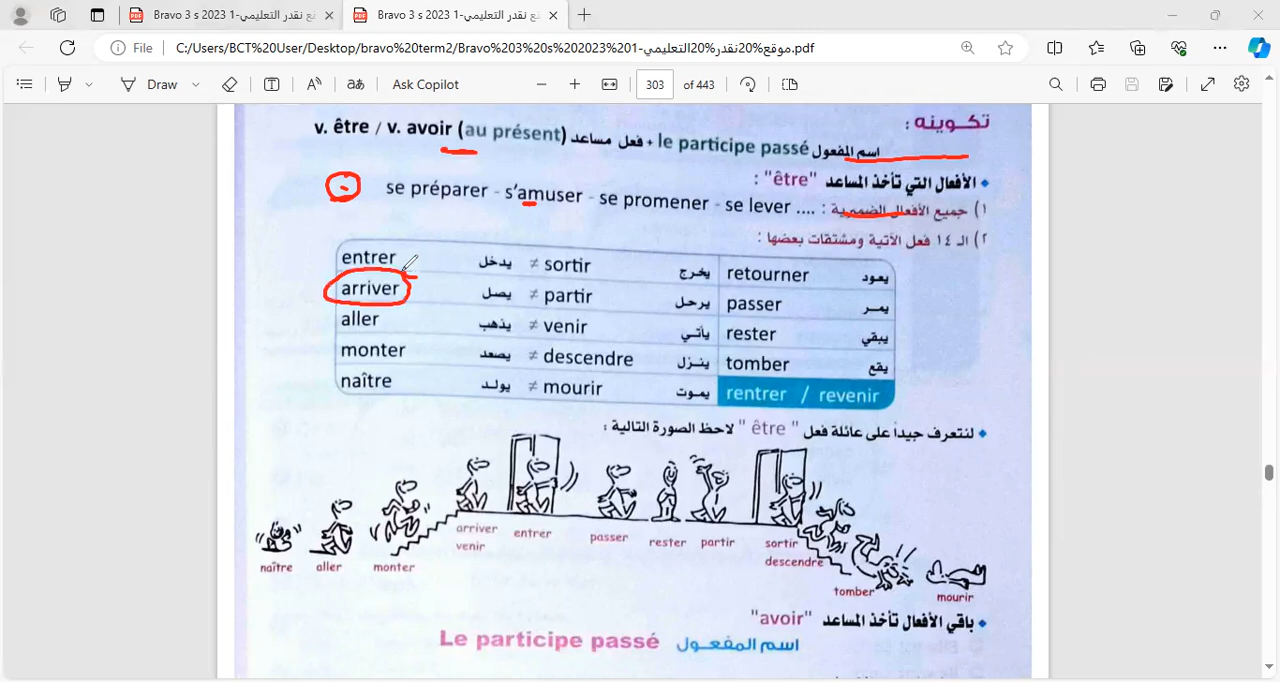 Bravo 3 s 2023 1-موقع نقدر التعليمي
Bravo 3 s 2023 1-موقع نقدر التعليمي
File
C:/Users/BCT%20User/Desktop/bravo%20term2/Bravo%203%20s%202023%201-موقع%20نقدر%20التعليمي.pdf
Draw
aあ
Ask Copilot
303 of 443
تكوينه :
v. être / v. avoir (au présent) فعل مساعد + le participe passé اسم المفعول
• الأفعال التي تأخذ المساعد "être" :
١) جميع الأفعال الضميرية : se préparer - s'amuser - se promener - se lever ....
٢) الـ ١٤ فعل الآتية ومشتقات بعضها :
entrer يدخل ≠ sortir يخرج retourner يعود
arriver يصل ≠ partir يرحل passer يمر
aller يذهب ≠ venir يأتي rester يبقي
monter يصعد ≠ descendre ينزل tomber يقع
naître يولد ≠ mourir يموت rentrer / revenir
• لنتعرف جيداً على عائلة فعل " être " لاحظ الصورة التالية :
naître
aller
monter
arriver
venir
entrer
passer
rester
partir
sortir
descendre
tomber
mourir
• باقي الأفعال تأخذ المساعد "avoir"
Le participe passé اسم المفعول